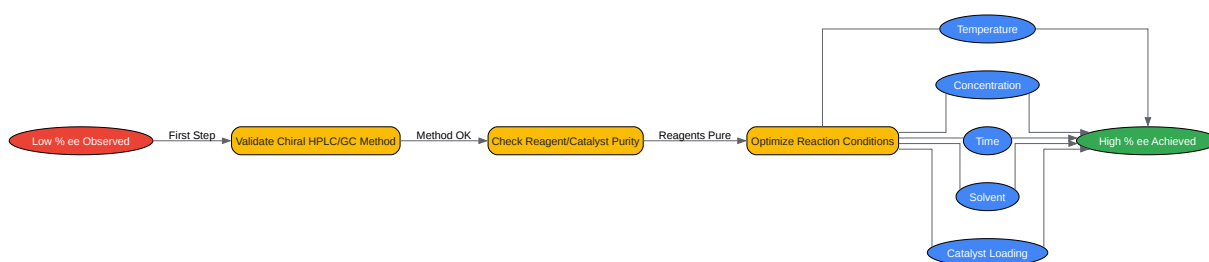 Low % ee Observed
First Step
Validate Chiral HPLC/GC Method
Method OK
Check Reagent/Catalyst Purity
Reagents Pure
Optimize Reaction Conditions
Temperature
Concentration
Time
Solvent
Catalyst Loading
High % ee Achieved